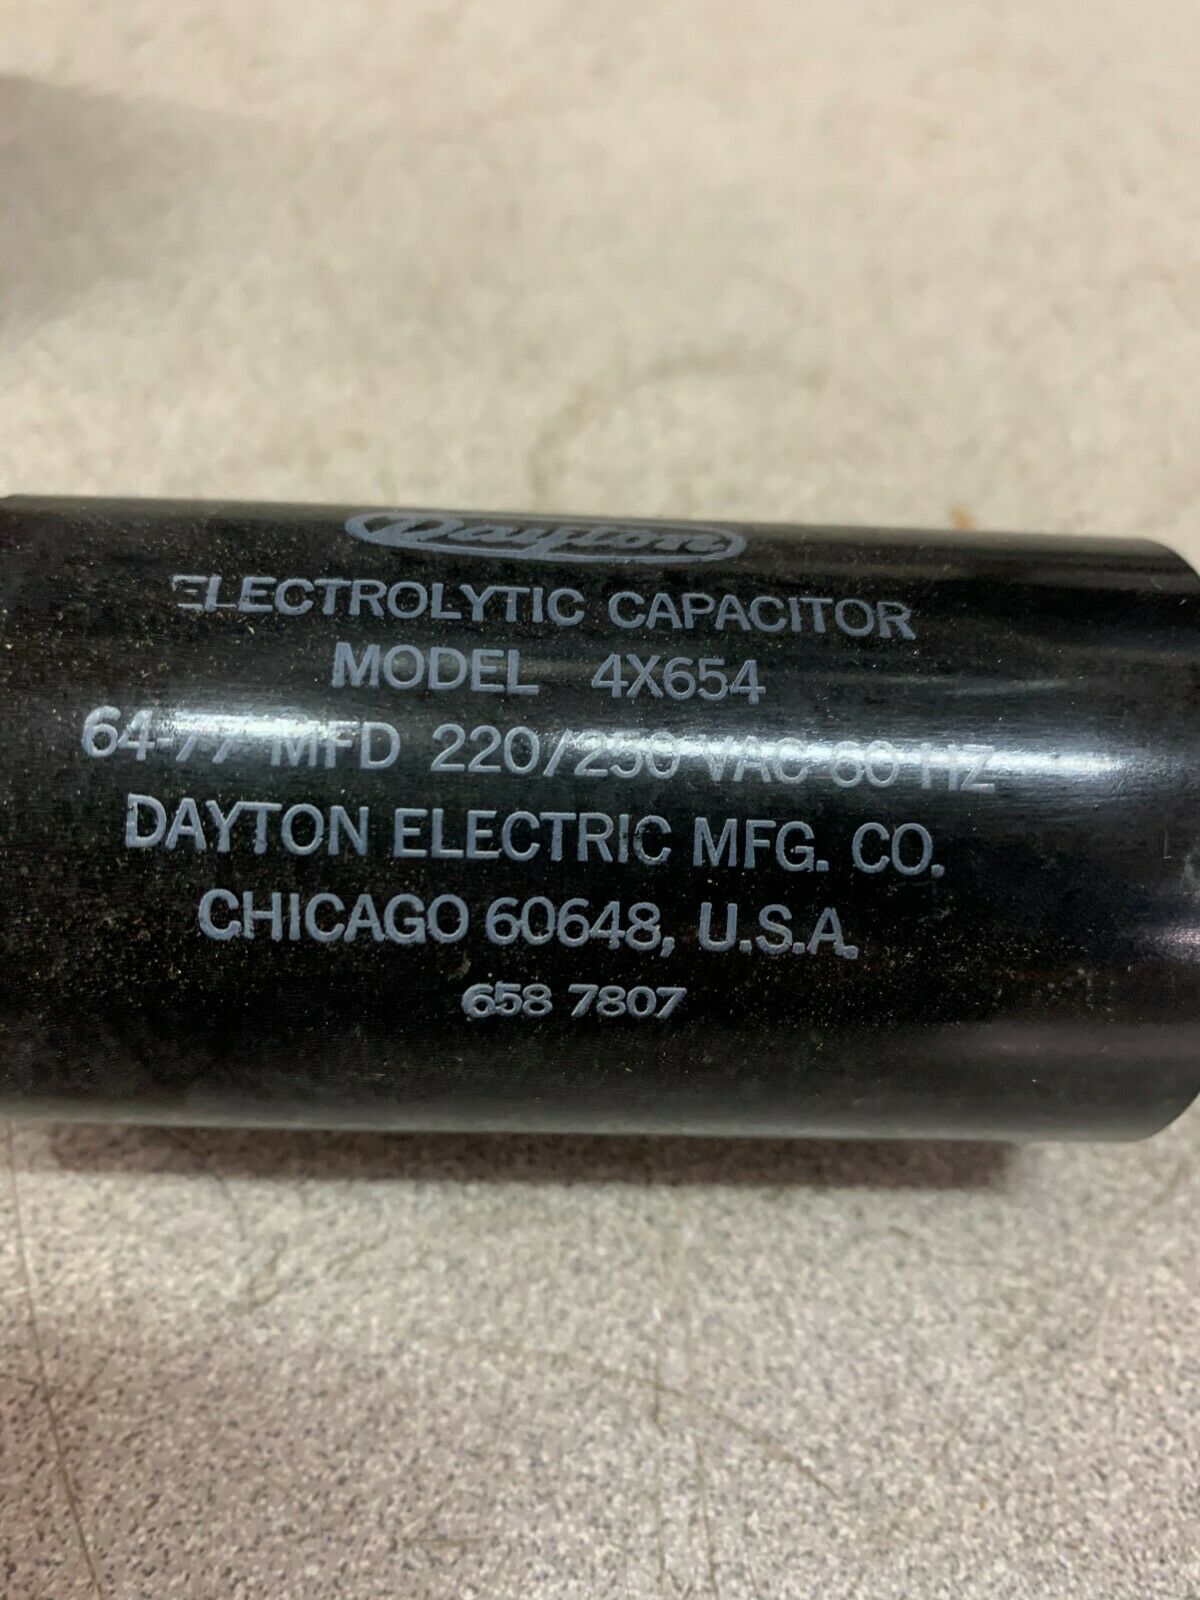 Dayton
ELECTROLYTIC CAPACITOR
MODEL 4X654
64-77 MFD 220/250 VAC 60 HZ
DAYTON ELECTRIC MFG. CO.
CHICAGO 60648, U.S.A.
658 7807